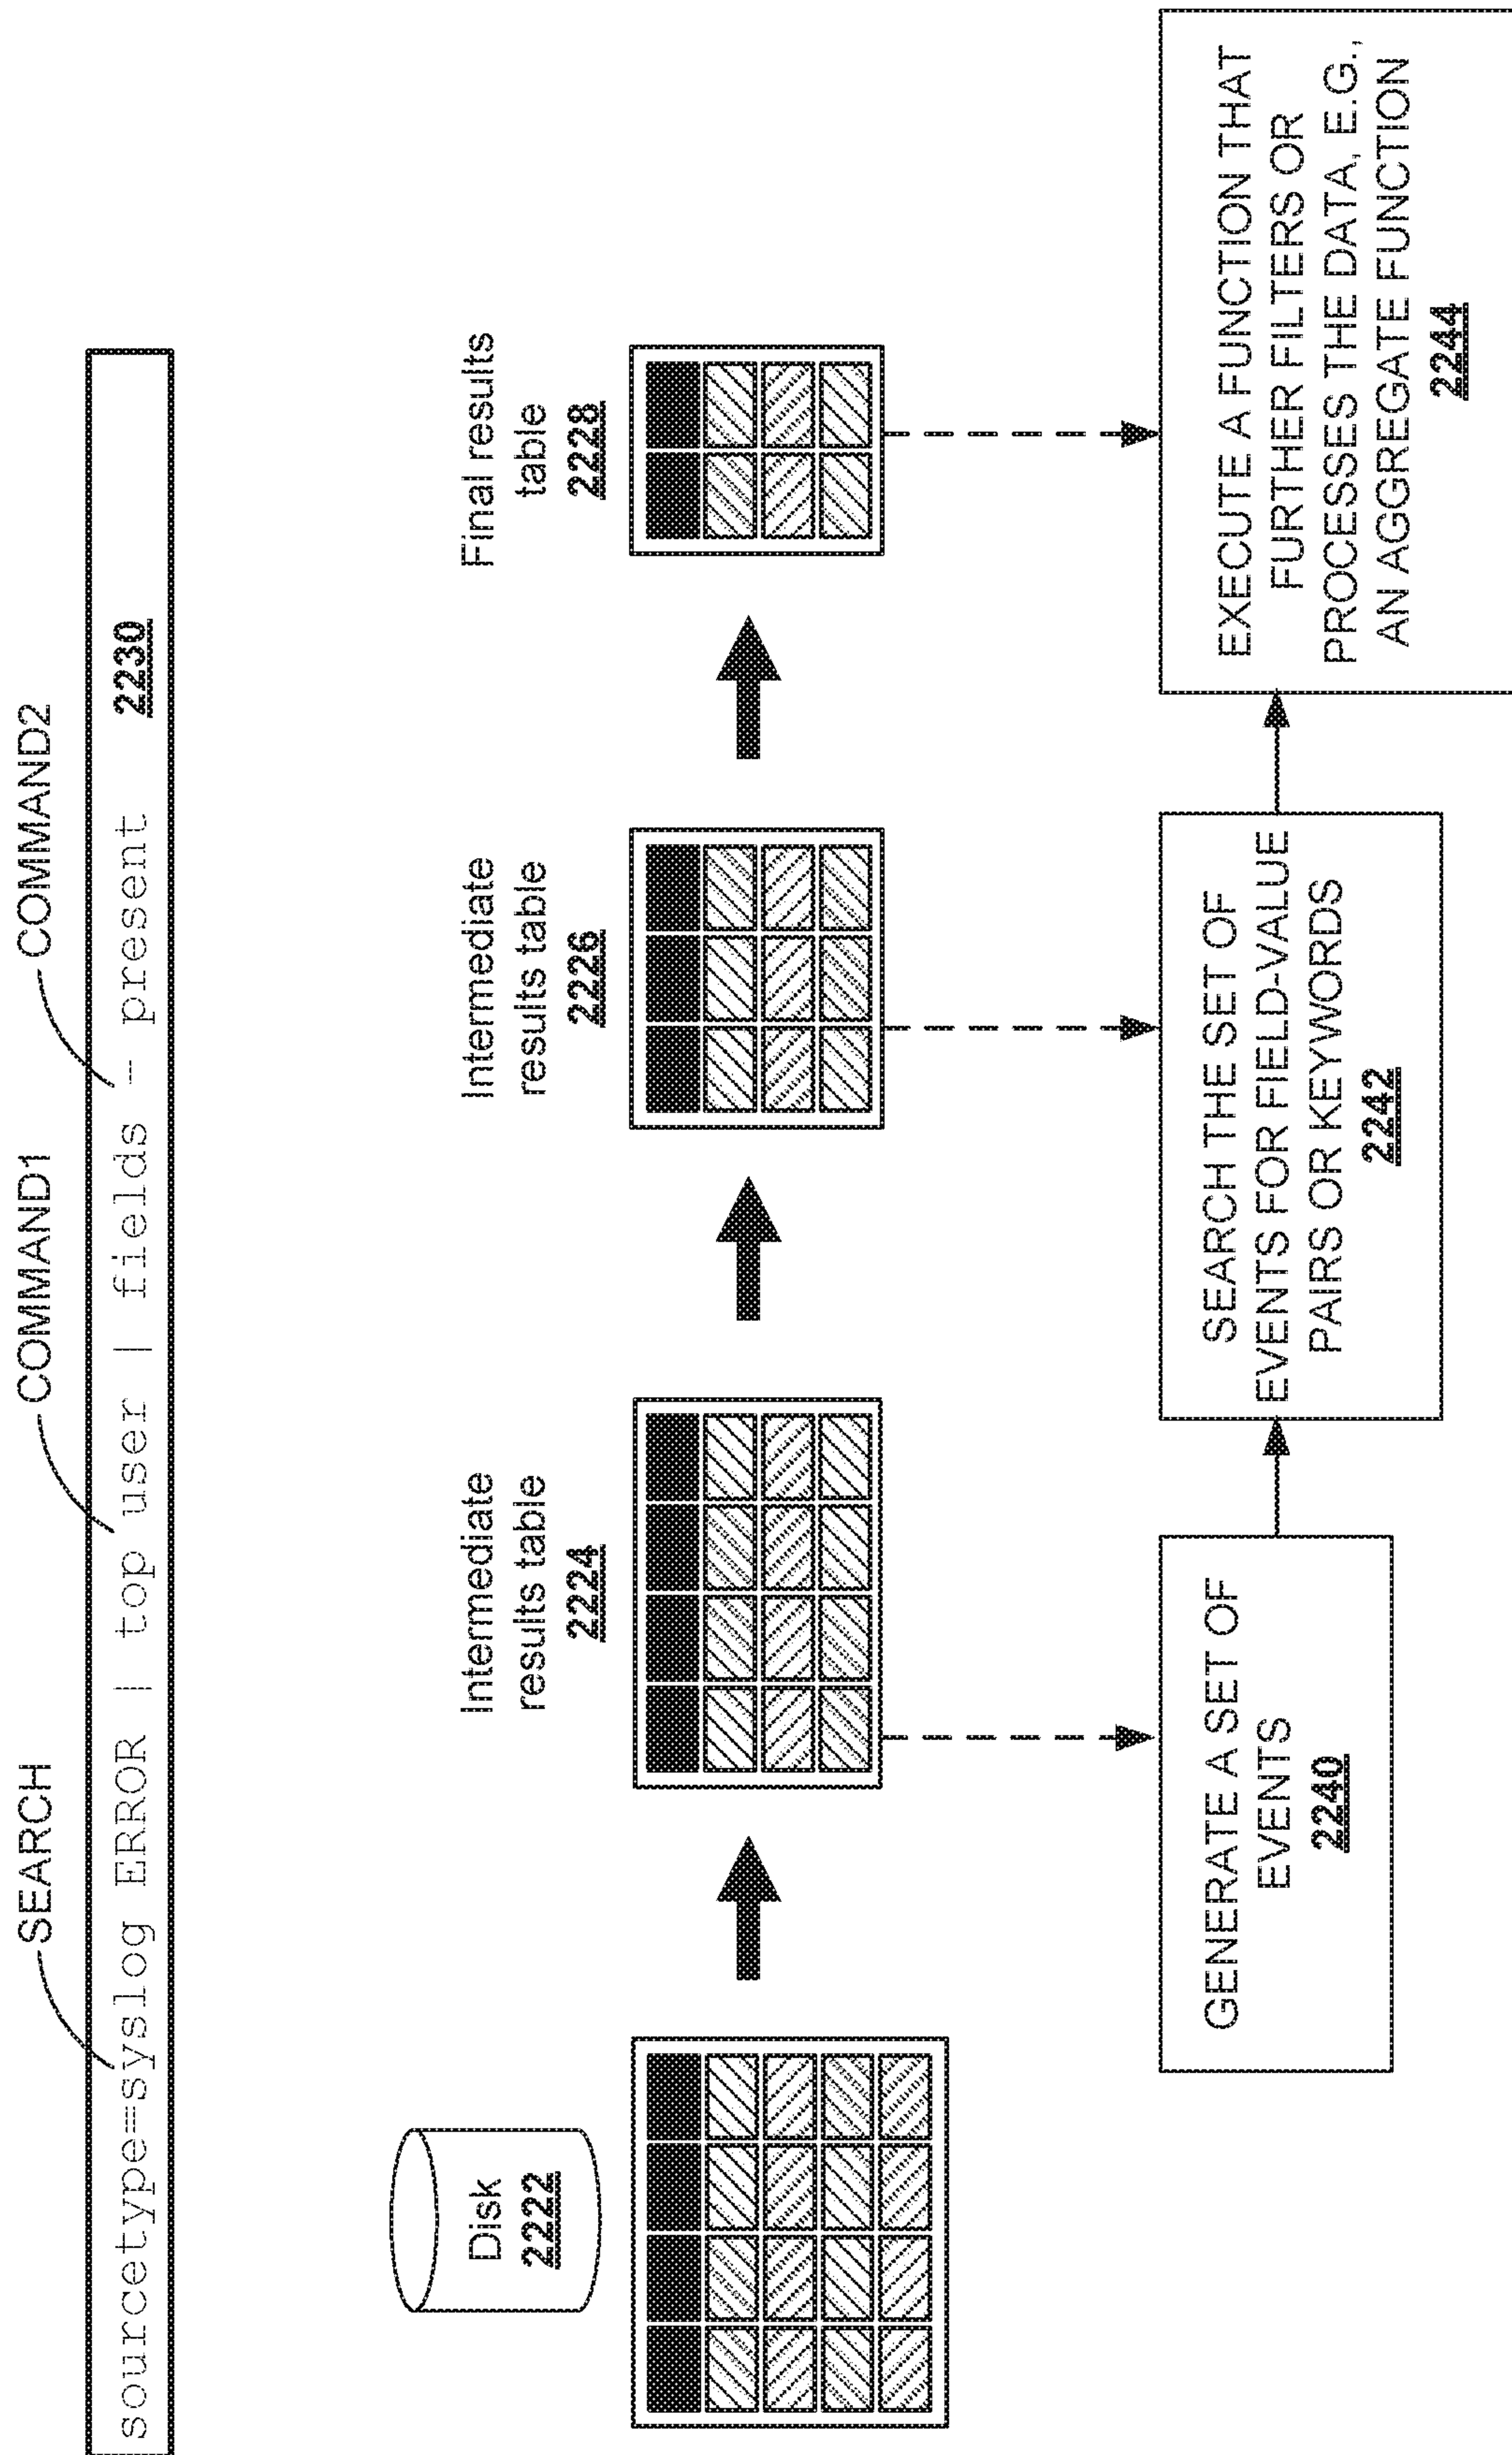 SEARCH
COMMAND1
COMMAND2
sourcetype=syslog ERROR | top user | fields – present 2230
Disk
2222
Intermediate
results table
2224
Intermediate
results table
2226
Final results
table
2228
GENERATE A SET OF
EVENTS
2240
SEARCH THE SET OF
EVENTS FOR FIELD-VALUE
PAIRS OR KEYWORDS
2242
EXECUTE A FUNCTION THAT
FURTHER FILTERS OR
PROCESSES THE DATA, E.G.,
AN AGGREGATE FUNCTION
2244